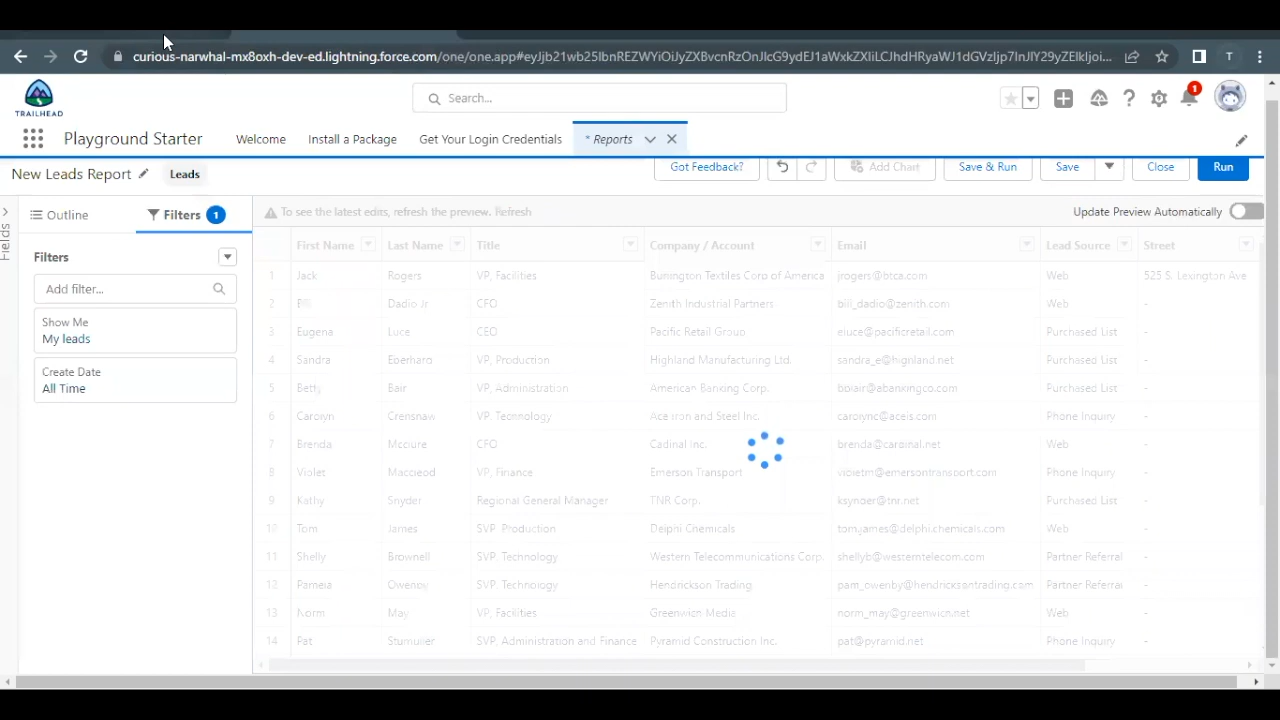 curious-narwhal-mx8oxh-dev-ed.lightning.force.com/one/one.app#eyJjb21wb25lbnREZWYiOiJyZXBvcnRzOnJlcG9ydEJ1aWxkZXIiLCJhdHRyaWJ1dGVzIjp7InJlY29yZElkIjoi...
T
TRAILHEAD
Search...
1
Playground Starter
Welcome
Install a Package
Get Your Login Credentials
* Reports
New Leads Report
Leads
Got Feedback?
Add Chart
Save & Run
Save
Close
Run
Fields
Outline
Filters 1
To see the latest edits, refresh the preview. Refresh
Update Preview Automatically
Filters
Add filter...
Show Me
My leads
Create Date
All Time
First Name Last Name Title Company / Account Email Lead Source Street
1 Jack Rogers VP, Facilities Burlington Textiles Corp of America jrogers@btca.com Web 525 S. Lexington Ave
2 Bill Dadio Jr CFO Zenith Industrial Partners bill_dadio@zenith.com Web -
3 Eugena Luce CEO Pacific Retail Group eluce@pacificretail.com Purchased List -
4 Sandra Eberhard VP, Production Highland Manufacturing Ltd. sandra_e@highland.net Purchased List -
5 Betty Bair VP, Administration American Banking Corp. bblair@abankingco.com Purchased List -
6 Carolyn Crenshaw VP, Technology Ace Iron and Steel Inc. carolync@aceis.com Phone Inquiry -
7 Brenda Mcclure CFO Cadinal Inc. brenda@cardinal.net Web -
8 Violet Maccleod VP, Finance Emerson Transport violetm@emersontransport.com Phone Inquiry -
9 Kathy Snyder Regional General Manager TNR Corp. ksynder@tnr.net Purchased List -
10 Tom James SVP, Production Delphi Chemicals tom.james@delphi.chemicals.com Web -
11 Shelly Brownell SVP, Technology Western Telecommunications Corp. shellyb@westerntelecom.com Partner Referral -
12 Pamela Owenby SVP, Technology Hendrickson Trading pam_owenby@hendricksontrading.com Partner Referral -
13 Norm May VP, Facilities Greenwich Media norm_may@greenwich.net Web -
14 Pat Stumuller SVP, Administration and Finance Pyramid Construction Inc. pat@pyramid.net Phone Inquiry -